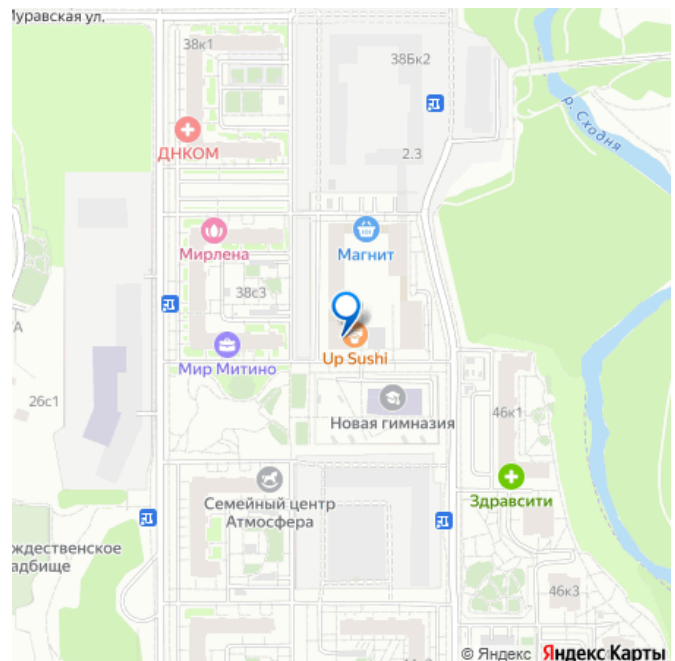 Муравская ул.
38к1
38Бк2
р. Сходня
ДНКОМ
2.3
Мирлена
Магнит
38с3
А
Up Sushi
Мир Митино
26с1
Новая гимназия
46к1
Здравсити
Семейный центр
Атмосфера
ждественское
адбище
46к3
© Яндекс Яндекс Карты